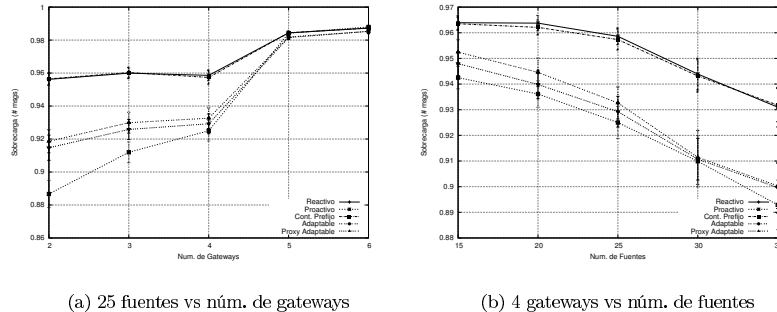 1
0.98
0.96
0.94
0.92
0.9
0.88
0.86
2
3
4
5
6
Sobrecarga (# msgs)
Num. de Gateways
Reactivo
Proactivo
Cont. Prefijo
Adaptable
Proxy Adaptable
(a) 25 fuentes vs núm. de gateways
0.97
0.96
0.95
0.94
0.93
0.92
0.91
0.9
0.89
0.88
15
20
25
30
Sobrecarga (# msgs)
Num. de Fuentes
Reactivo
Proactivo
Cont. Prefijo
Adaptable
Proxy Adaptable
(b) 4 gateways vs núm. de fuentes